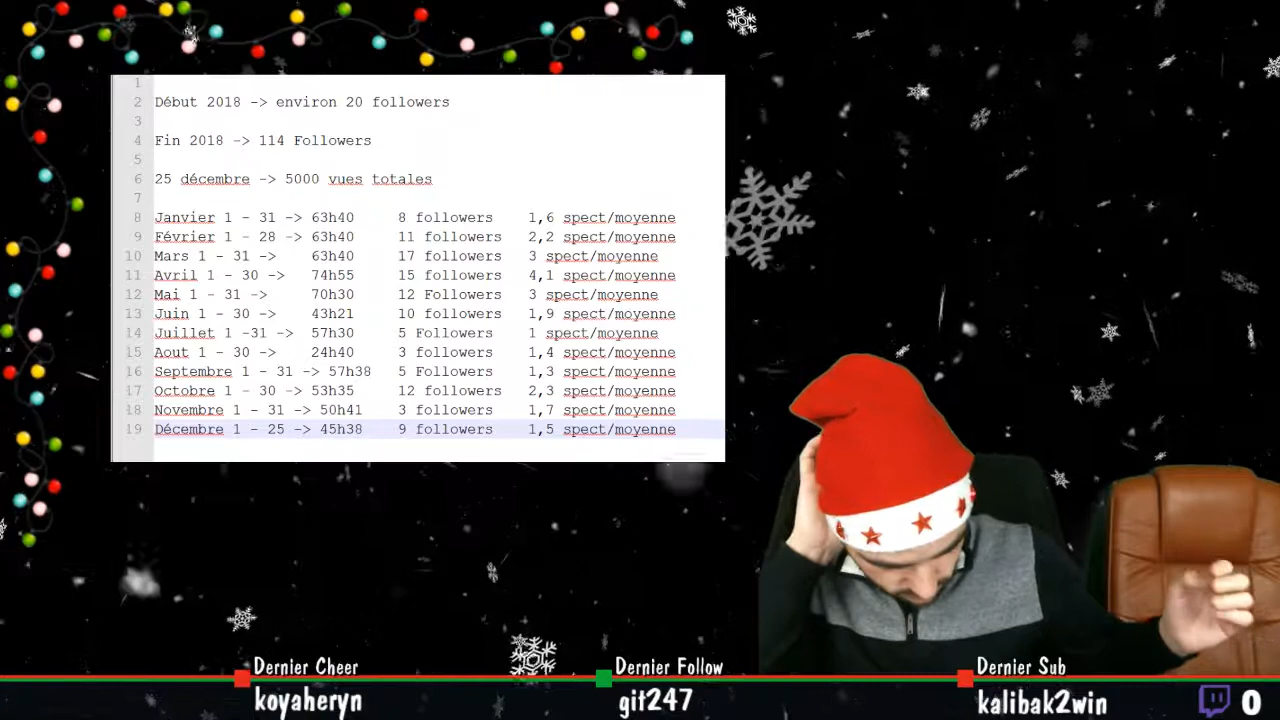 1
2 Début 2018 -> environ 20 followers
3
4 Fin 2018 -> 114 Followers
5
6 25 décembre -> 5000 vues totales
7
8 Janvier 1 - 31 -> 63h40 8 followers 1,6 spect/moyenne
9 Février 1 - 28 -> 63h40 11 followers 2,2 spect/moyenne
10 Mars 1 - 31 -> 63h40 17 followers 3 spect/moyenne
11 Avril 1 - 30 -> 74h55 15 followers 4,1 spect/moyenne
12 Mai 1 - 31 -> 70h30 12 Followers 3 spect/moyenne
13 Juin 1 - 30 -> 43h21 10 followers 1,9 spect/moyenne
14 Juillet 1 -31 -> 57h30 5 Followers 1 spect/moyenne
15 Aout 1 - 30 -> 24h40 3 followers 1,4 spect/moyenne
16 Septembre 1 - 31 -> 57h38 5 Followers 1,3 spect/moyenne
17 Octobre 1 - 30 -> 53h35 12 followers 2,3 spect/moyenne
18 Novembre 1 - 31 -> 50h41 3 followers 1,7 spect/moyenne
19 Décembre 1 - 25 -> 45h38 9 followers 1,5 spect/moyenne
Dernier Cheer
koyaheryn
Dernier Follow
git247
Dernier Sub
kalibak2win
0